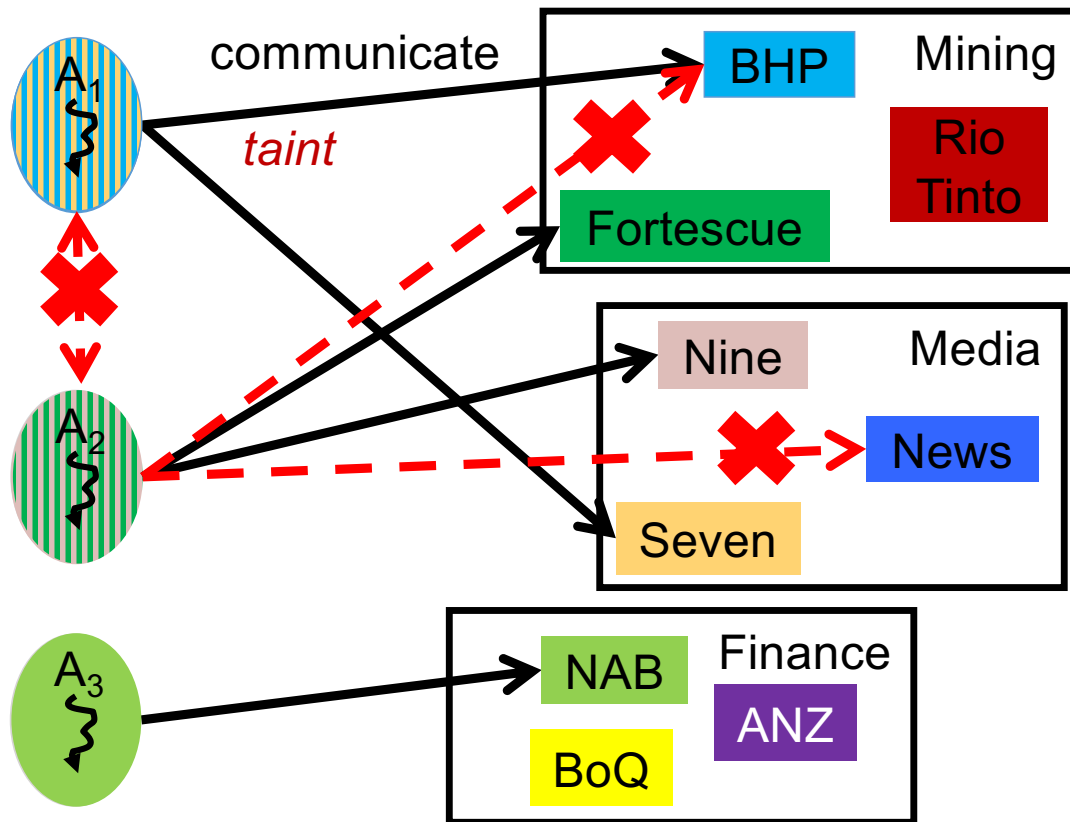 A1
communicate
BHP
Mining
taint
Rio
Tinto
Fortescue
Nine
Media
A2
News
Seven
A3
NAB
Finance
ANZ
BoQ